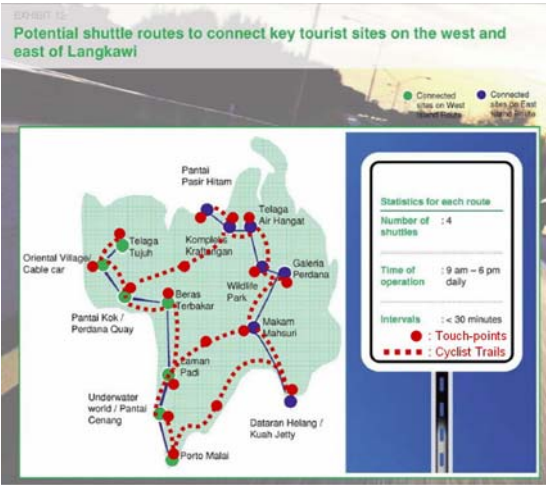 EXHIBIT 15
Potential shuttle routes to connect key tourist sites on the west and
east of Langkawi
Connected
sites on West
Island Route
Connected
sites on East
Island Route
Pantai
Pasir Hitam
Telaga
Air Hangat
Telaga
Tujuh
Kompleks
Kraftangan
Oriental Village/
Cable car
Galeria
Perdana
Wildlife
Park
Beras
Terbakar
Pantai Kok /
Perdana Quay
Makam
Mahsuri
Laman
Padi
Underwater
world / Pantai
Cenang
Dataran Helang /
Kuah Jetty
Porto Malai
Statistics for each route
Number of : 4
shuttles
Time of : 9 am – 6 pm
operation daily
Intervals : < 30 minutes
: Touch-points
: Cyclist Trails